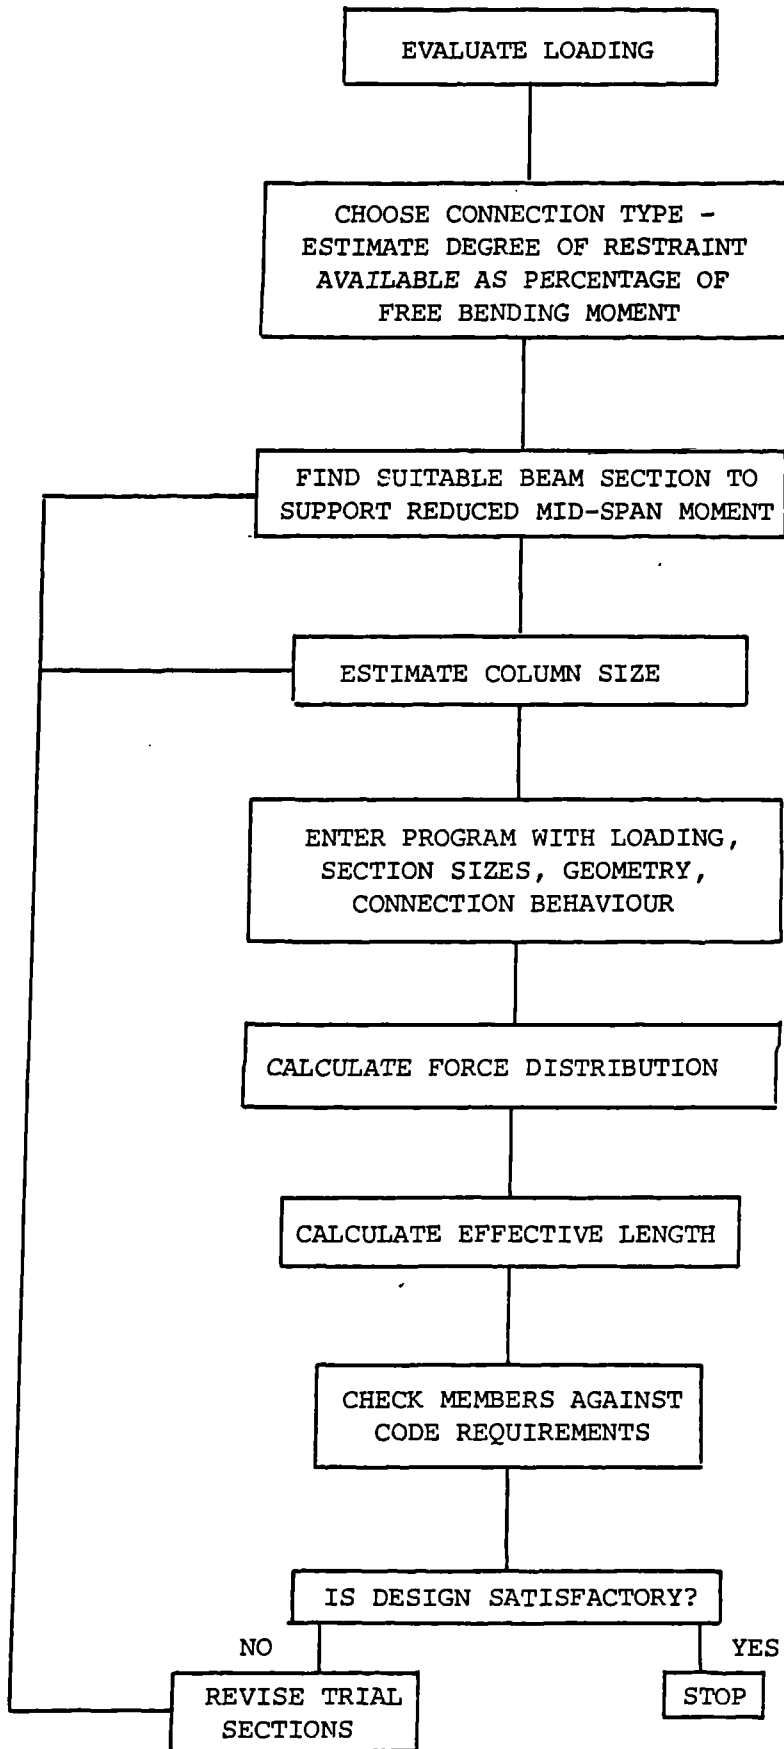 EVALUATE LOADING
CHOOSE CONNECTION TYPE -
ESTIMATE DEGREE OF RESTRAINT
AVAILABLE AS PERCENTAGE OF
FREE BENDING MOMENT
FIND SUITABLE BEAM SECTION TO
SUPPORT REDUCED MID-SPAN MOMENT
ESTIMATE COLUMN SIZE
ENTER PROGRAM WITH LOADING,
SECTION SIZES, GEOMETRY,
CONNECTION BEHAVIOUR
CALCULATE FORCE DISTRIBUTION
CALCULATE EFFECTIVE LENGTH
CHECK MEMBERS AGAINST
CODE REQUIREMENTS
IS DESIGN SATISFACTORY?
NO
YES
REVISE TRIAL
SECTIONS
STOP